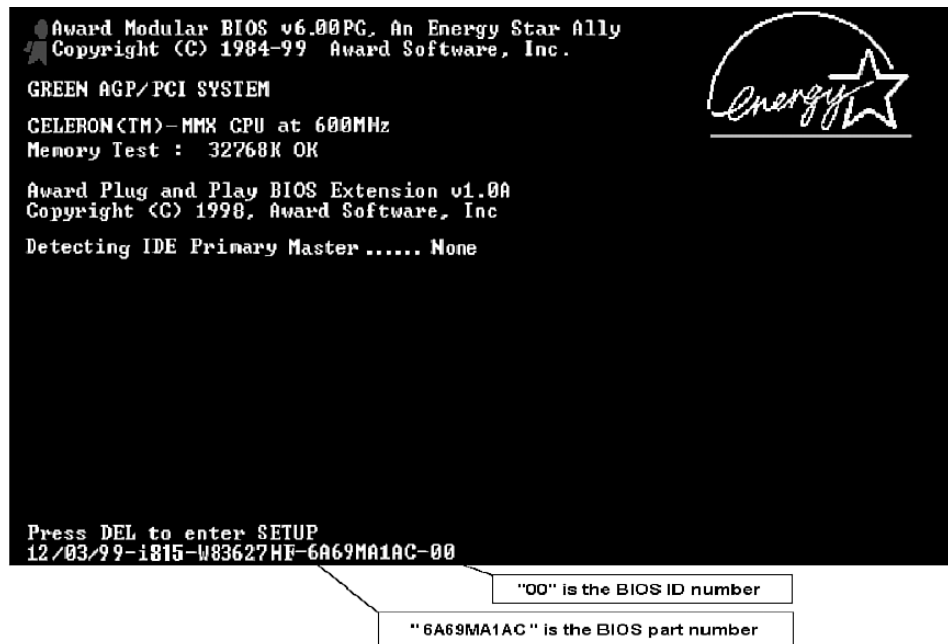 Award Modular BIOS v6.00PG, An Energy Star Ally
Copyright (C) 1984-99 Award Software, Inc.
energy
GREEN AGP/PCI SYSTEM
CELERON(TM)-MMX CPU at 600MHz
Memory Test : 32768K OK
Award Plug and Play BIOS Extension v1.0A
Copyright (C) 1998, Award Software, Inc
Detecting IDE Primary Master ...... None
Press DEL to enter SETUP
12/03/99-i815-W83627HF-6A69MA1AC-00
"00" is the BIOS ID number
"6A69MA1AC" is the BIOS part number